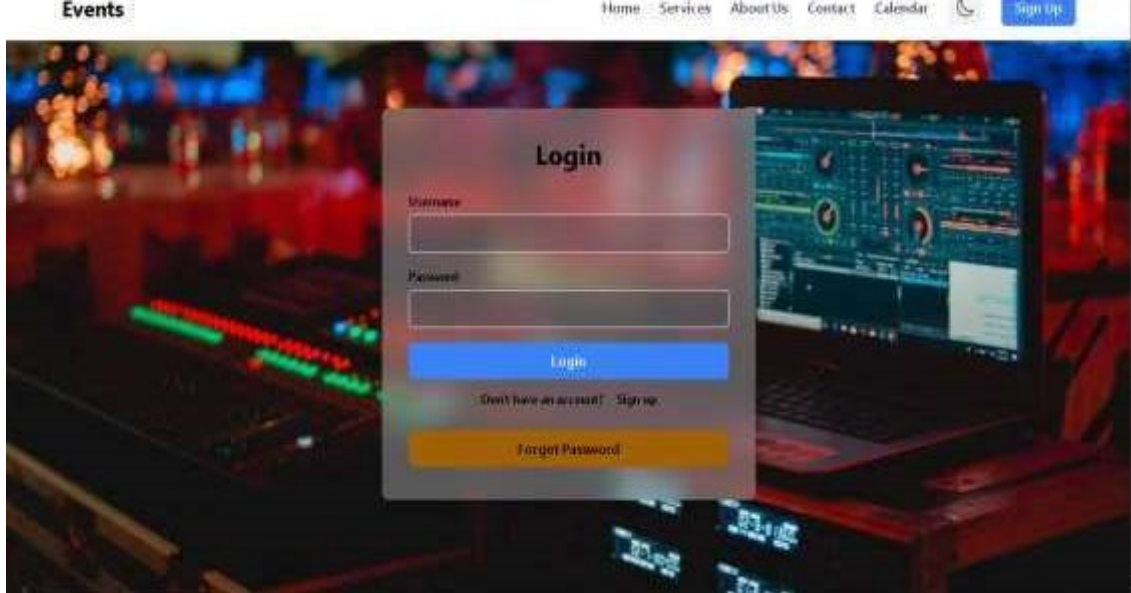 Events
Home Services About Us Contact Calendar Sign Up
Login
Username
Password
Login
Don't have an account? Sign up
Forgot Password